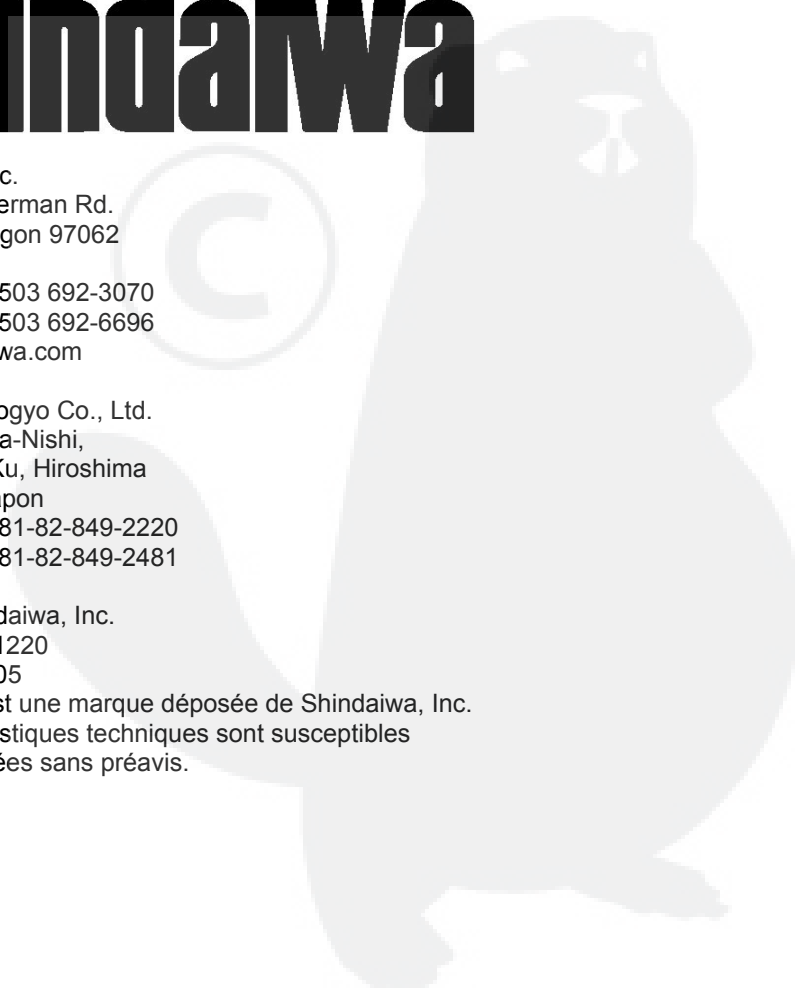 indaiwa
c.
erman Rd.
gon 97062
503 692-3070
503 692-6696
wa.com
ogyo Co., Ltd.
a-Nishi,
Ku, Hiroshima
apon
81-82-849-2220
81-82-849-2481
daiwa, Inc.
1220
05
st une marque déposée de Shindaiwa, Inc.
stiques techniques sont susceptibles
ées sans préavis.
©